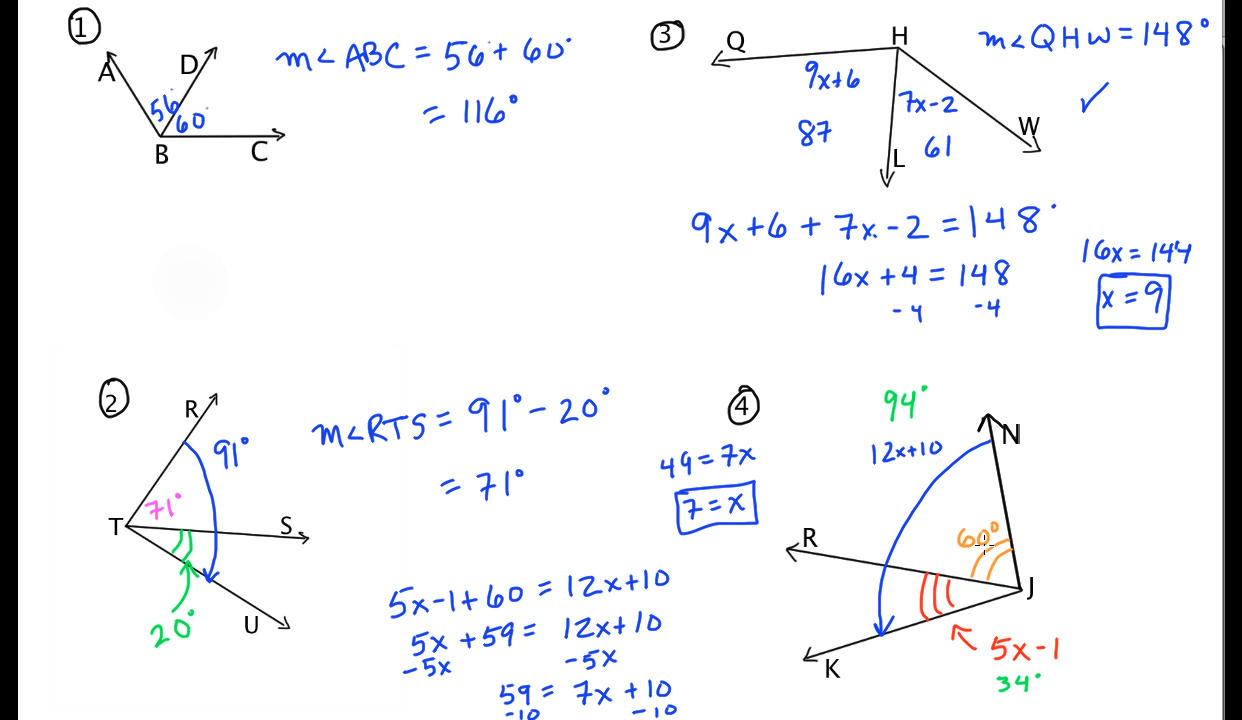 1
A
D
56°
60°
B
C
m∠ABC = 56 + 60°
= 116°
3
Q
H
m∠QHW = 148°
✓
9x+6
7x-2
87
61
L
W
9x+6 + 7x-2 = 148°
16x + 4 = 148
-4 -4
16x = 144
x = 9
2
R
91°
71°
T
S
20°
U
m∠RTS = 91° - 20°
= 71°
4
94°
12x+10
N
R
60°
J
K
5x-1
34°
5x-1+60 = 12x+10
5x+59 = 12x+10
-5x -5x
59 = 7x +10
-10 -10
49 = 7x
7 = x